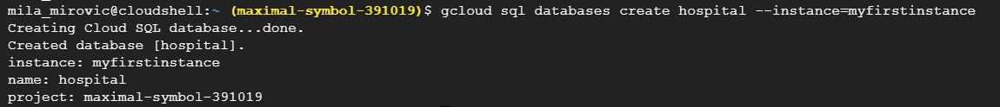 mila_mirovic@cloudshell:~ (maximal-symbol-391019)$ gcloud sql databases create hospital --instance=myfirstinstance
Creating Cloud SQL database...done.
Created database [hospital].
instance: myfirstinstance
name: hospital
project: maximal-symbol-391019